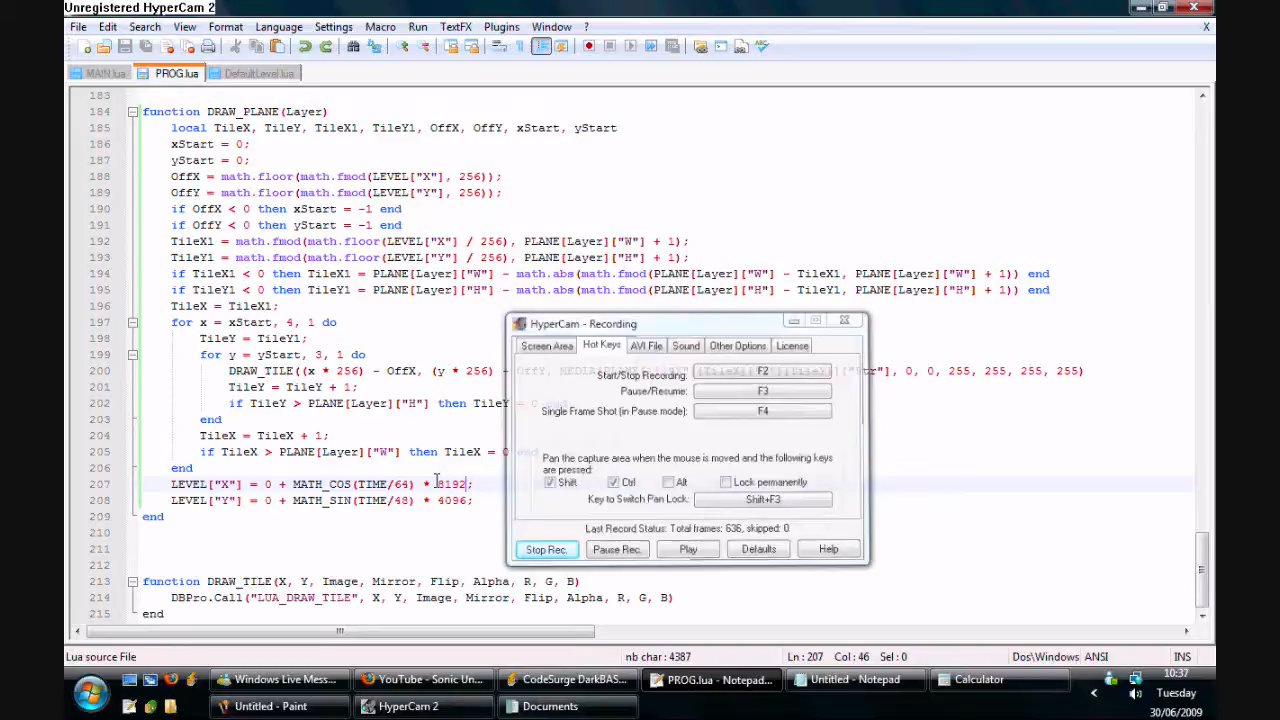 Unregistered HyperCam 2
File Edit Search View Format Language Settings Macro Run TextFX Plugins Window ? X
MAIN.lua PROG.lua DefaultLevel.lua
183
184 function DRAW_PLANE(Layer)
185 local TileX, TileY, TileX1, TileY1, OffX, OffY, xStart, yStart
186 xStart = 0;
187 yStart = 0;
188 OffX = math.floor(math.fmod(LEVEL["X"], 256));
189 OffY = math.floor(math.fmod(LEVEL["Y"], 256));
190 if OffX < 0 then xStart = -1 end
191 if OffY < 0 then yStart = -1 end
192 TileX1 = math.fmod(math.floor(LEVEL["X"] / 256), PLANE[Layer]["W"] + 1);
193 TileY1 = math.fmod(math.floor(LEVEL["Y"] / 256), PLANE[Layer]["H"] + 1);
194 if TileX1 < 0 then TileX1 = PLANE[Layer]["W"] - math.abs(math.fmod(PLANE[Layer]["W"] - TileX1, PLANE[Layer]["W"] + 1)) end
195 if TileY1 < 0 then TileY1 = PLANE[Layer]["H"] - math.abs(math.fmod(PLANE[Layer]["H"] - TileY1, PLANE[Layer]["H"] + 1)) end
196 TileX = TileX1;
197 for x = xStart, 4, 1 do
198 TileY = TileY1;
199 for y = yStart, 3, 1 do
200 DRAW_TILE((x * 256) - OffX, (y * 256) - OffY, 0, 0, 255, 255, 255, 255)
201 TileY = TileY + 1;
202 if TileY > PLANE[Layer]["H"] then TileY = 0 end
203 end
204 TileX = TileX + 1;
205 if TileX > PLANE[Layer]["W"] then TileX = 0 end
206 end
207 LEVEL["X"] = 0 + MATH_COS(TIME/64) * 8192;
208 LEVEL["Y"] = 0 + MATH_SIN(TIME/48) * 4096;
209 end
210
211
212
213 function DRAW_TILE(X, Y, Image, Mirror, Flip, Alpha, R, G, B)
214 DBPro.Call("LUA_DRAW_TILE", X, Y, Image, Mirror, Flip, Alpha, R, G, B)
215 end
HyperCam - Recording
Screen Area Hot Keys AVI File Sound Other Options License
Start/Stop Recording: F2
Pause/Resume: F3
Single Frame Shot (in Pause mode): F4
Pan the capture area when the mouse is moved and the following keys
are pressed:
Shift Ctrl Alt Lock permanently
Key to Switch Pan Lock: Shift+F3
Last Record Status: Total frames: 636, skipped: 0
Stop Rec. Pause Rec. Play Defaults Help
Lua source File nb char : 4387 Ln : 207 Col : 46 Sel : 0 Dos\Windows ANSI INS
Windows Live Mess... YouTube - Sonic Un... CodeSurge DarkBAS... PROG.lua - Notepad... Untitled - Notepad Calculator 10:37
Tuesday
Untitled - Paint HyperCam 2 Documents 30/06/2009